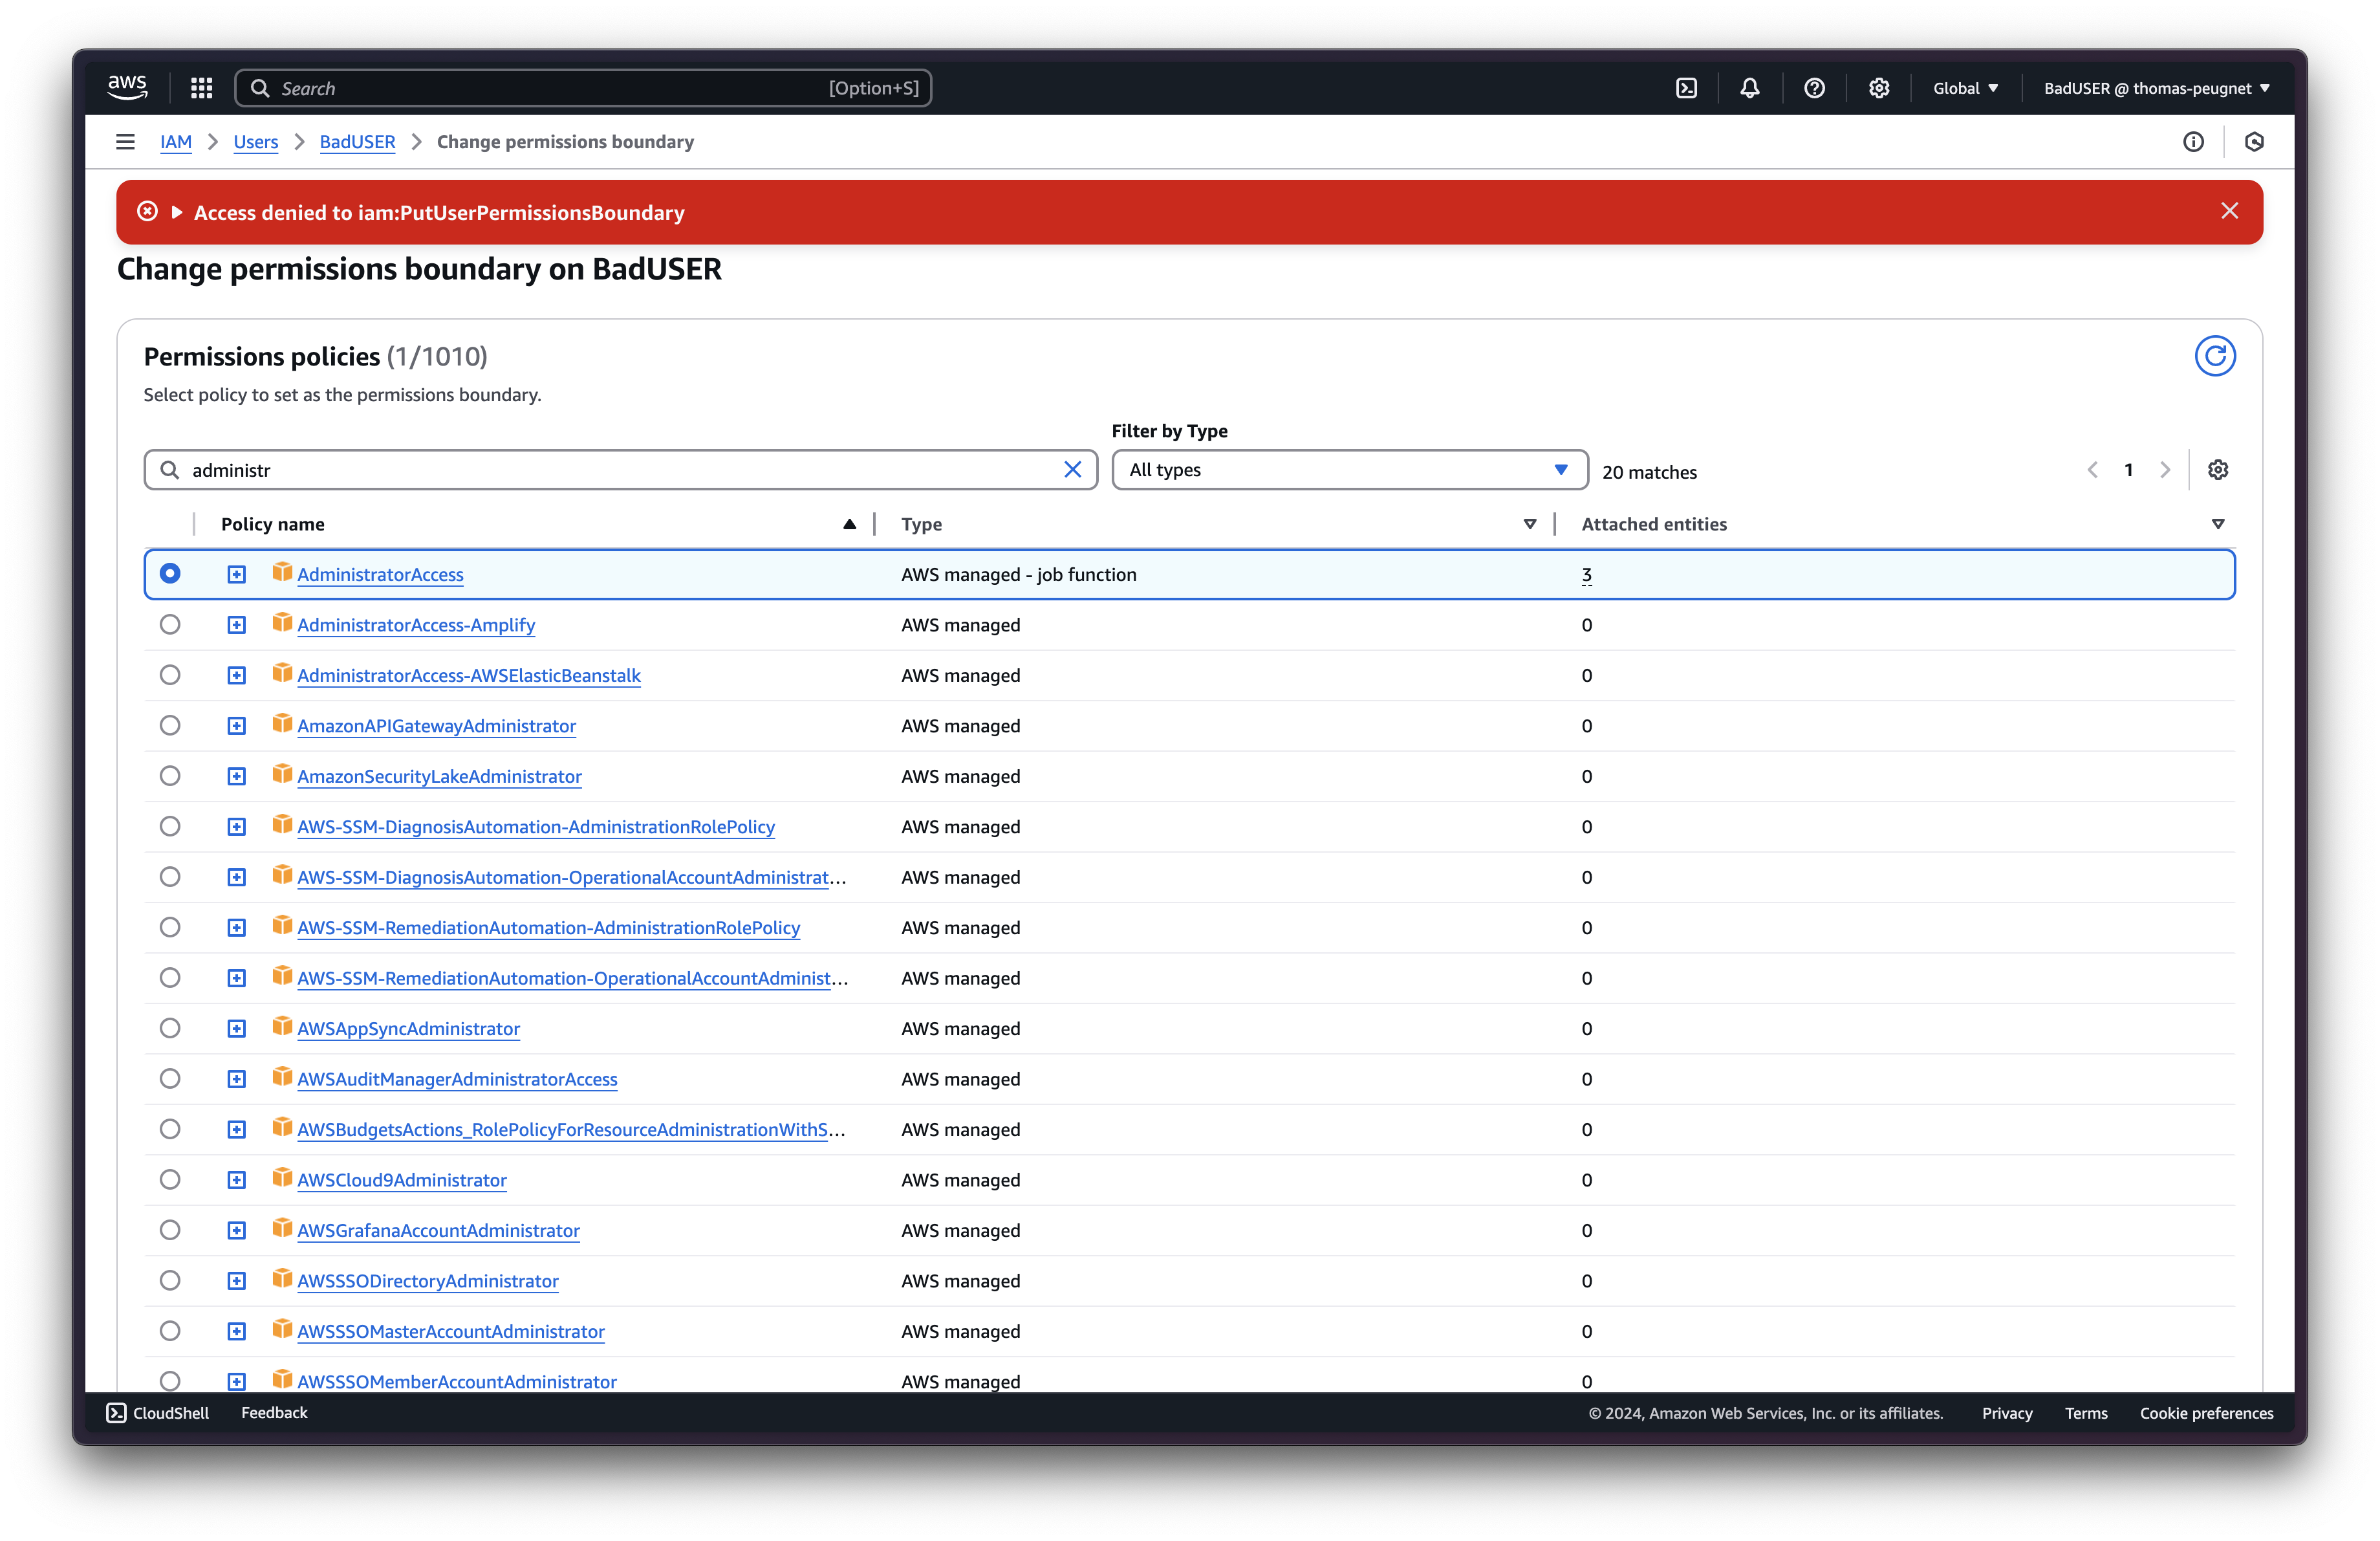 aws
Search [Option+S]
Global BadUSER @ thomas-peugnet
IAM Users BadUSER Change permissions boundary
Access denied to iam:PutUserPermissionsBoundary
Change permissions boundary on BadUSER
Permissions policies (1/1010)
Select policy to set as the permissions boundary.
Filter by Type
administr All types 20 matches 1
Policy name Type Attached entities
AdministratorAccess AWS managed - job function 3
AdministratorAccess-Amplify AWS managed 0
AdministratorAccess-AWSElasticBeanstalk AWS managed 0
AmazonAPIGatewayAdministrator AWS managed 0
AmazonSecurityLakeAdministrator AWS managed 0
AWS-SSM-DiagnosisAutomation-AdministrationRolePolicy AWS managed 0
AWS-SSM-DiagnosisAutomation-OperationalAccountAdministrat... AWS managed 0
AWS-SSM-RemediationAutomation-AdministrationRolePolicy AWS managed 0
AWS-SSM-RemediationAutomation-OperationalAccountAdminist... AWS managed 0
AWSAppSyncAdministrator AWS managed 0
AWSAuditManagerAdministratorAccess AWS managed 0
AWSBudgetsActions_RolePolicyForResourceAdministrationWithS... AWS managed 0
AWSCloud9Administrator AWS managed 0
AWSGrafanaAccountAdministrator AWS managed 0
AWSSSODirectoryAdministrator AWS managed 0
AWSSSOMasterAccountAdministrator AWS managed 0
AWSSSOMemberAccountAdministrator AWS managed 0
CloudShell Feedback © 2024, Amazon Web Services, Inc. or its affiliates. Privacy Terms Cookie preferences